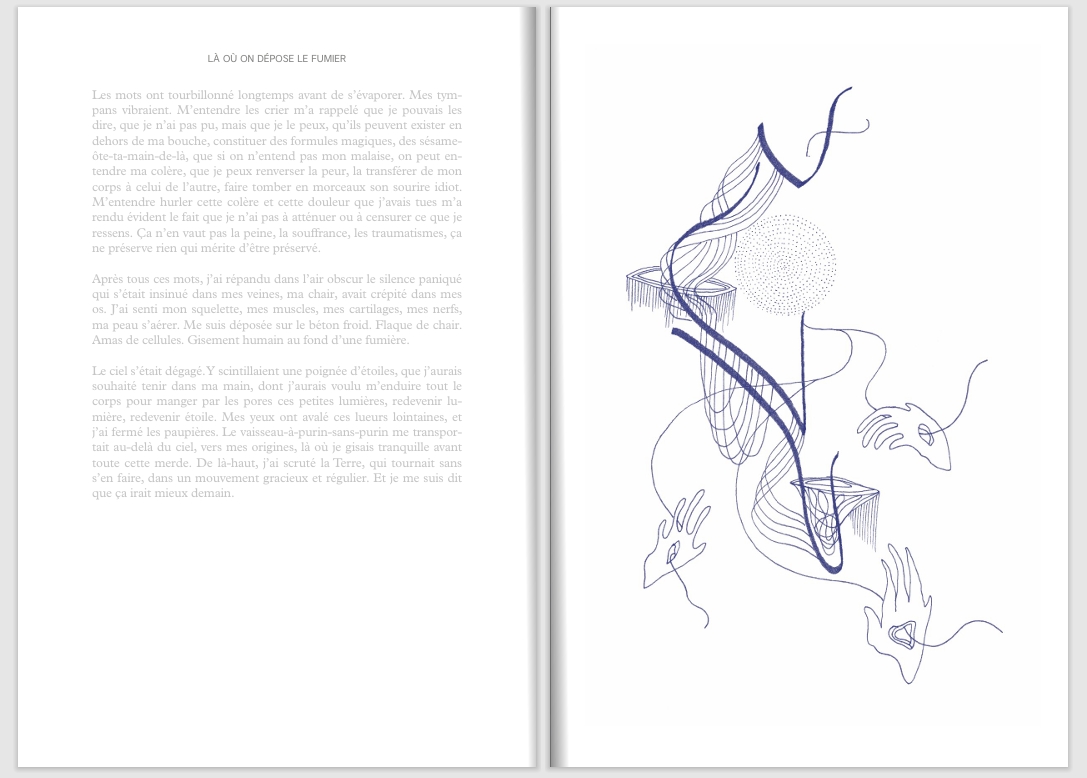 LÀ OÙ ON DÉPOSE LE FUMIER
Les mots ont tourbillonné longtemps avant de s’évaporer. Mes tym-
pans vibraient. M’entendre les crier m’a rappelé que je pouvais les
dire, que je n’ai pas pu, mais que je le peux, qu’ils peuvent exister en
dehors de ma bouche, constituer des formules magiques, des sésame-
ôte-ta-main-de-là, que si on n’entend pas mon malaise, on peut en-
tendre ma colère, que je peux renverser la peur, la transférer de mon
corps à celui de l’autre, faire tomber en morceaux son sourire idiot.
M’entendre hurler cette colère et cette douleur que j’avais tues m’a
rendu évident le fait que je n’ai pas à atténuer ou à censurer ce que je
ressens. Ça n’en vaut pas la peine, la souffrance, les traumatismes, ça
ne préserve rien qui mérite d’être préservé.
Après tous ces mots, j’ai répandu dans l’air obscur le silence paniqué
qui s’était insinué dans mes veines, ma chair, avait crépité dans mes
os. J’ai senti mon squelette, mes muscles, mes cartilages, mes nerfs,
ma peau s’aérer. Me suis déposée sur le béton froid. Flaque de chair.
Amas de cellules. Gisement humain au fond d’une fumière.
Le ciel s’était dégagé. Y scintillaient une poignée d’étoiles, que j’aurais
souhaité tenir dans ma main, dont j’aurais voulu m’enduire tout le
corps pour manger par les pores ces petites lumières, redevenir lu-
mière, redevenir étoile. Mes yeux ont avalé ces lueurs lointaines, et
j’ai fermé les paupières. Le vaisseau-à-purin-sans-purin me transpor-
tait au-delà du ciel, vers mes origines, là où je gisais tranquille avant
toute cette merde. De là-haut, j’ai scruté la Terre, qui tournait sans
s’en faire, dans un mouvement gracieux et régulier. Et je me suis dit
que ça irait mieux demain.